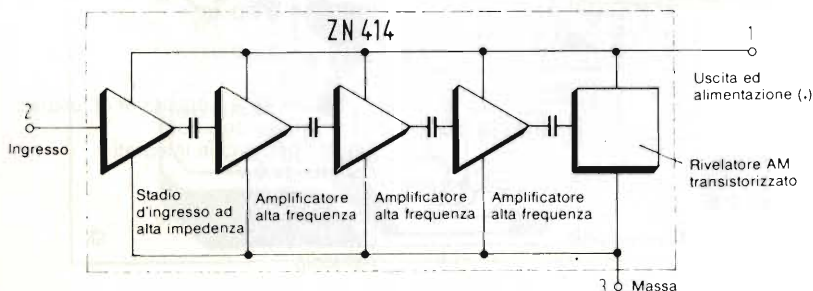 ZN 414
1
Uscita ed
alimentazione (.)
2
Ingresso
Rivelatore AM
transistorizzato
Stadio
d'ingresso ad
alta impedenza
Amplificatore
alta frequenza
Amplificatore
alta frequenza
Amplificatore
alta frequenza
3 Massa